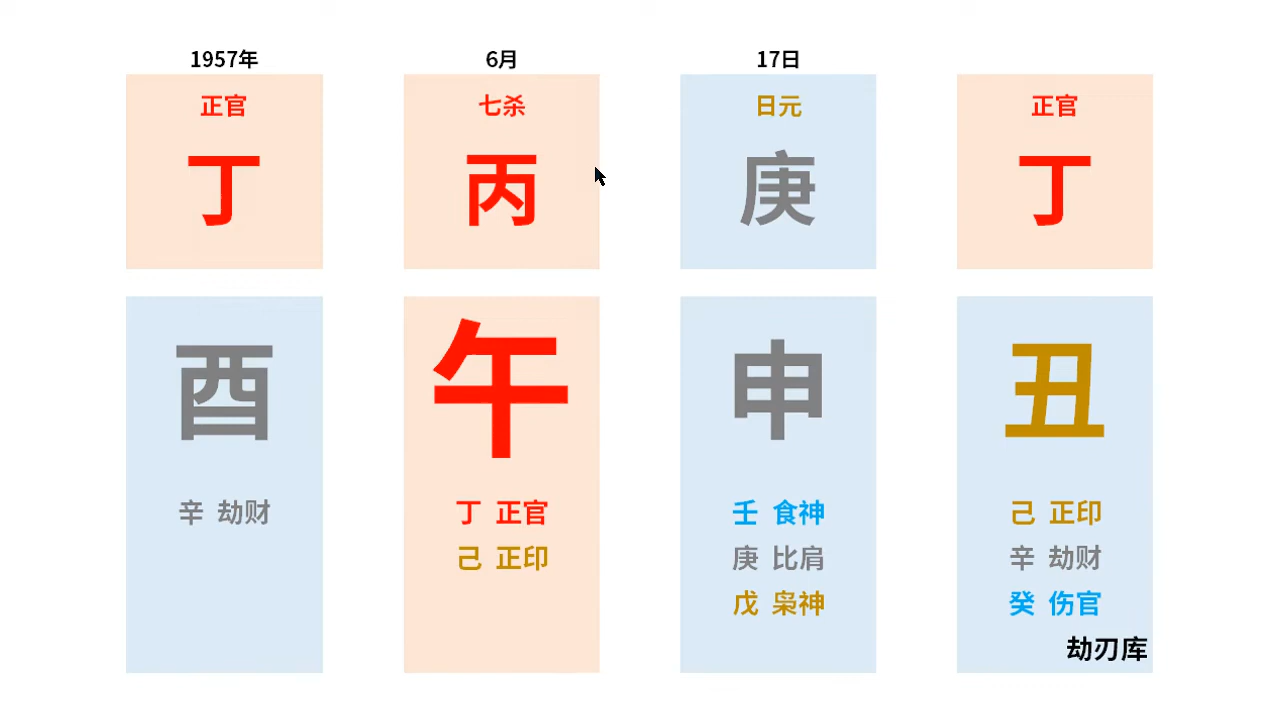 1957年 6月 17日
正官 七杀 日元 正官
丁 丙 庚 丁
酉 午 申 丑
辛 劫财 丁 正官 壬 食神 己 正印
己 正印 庚 比肩 辛 劫财
戊 枭神 癸 伤官
劫刃库